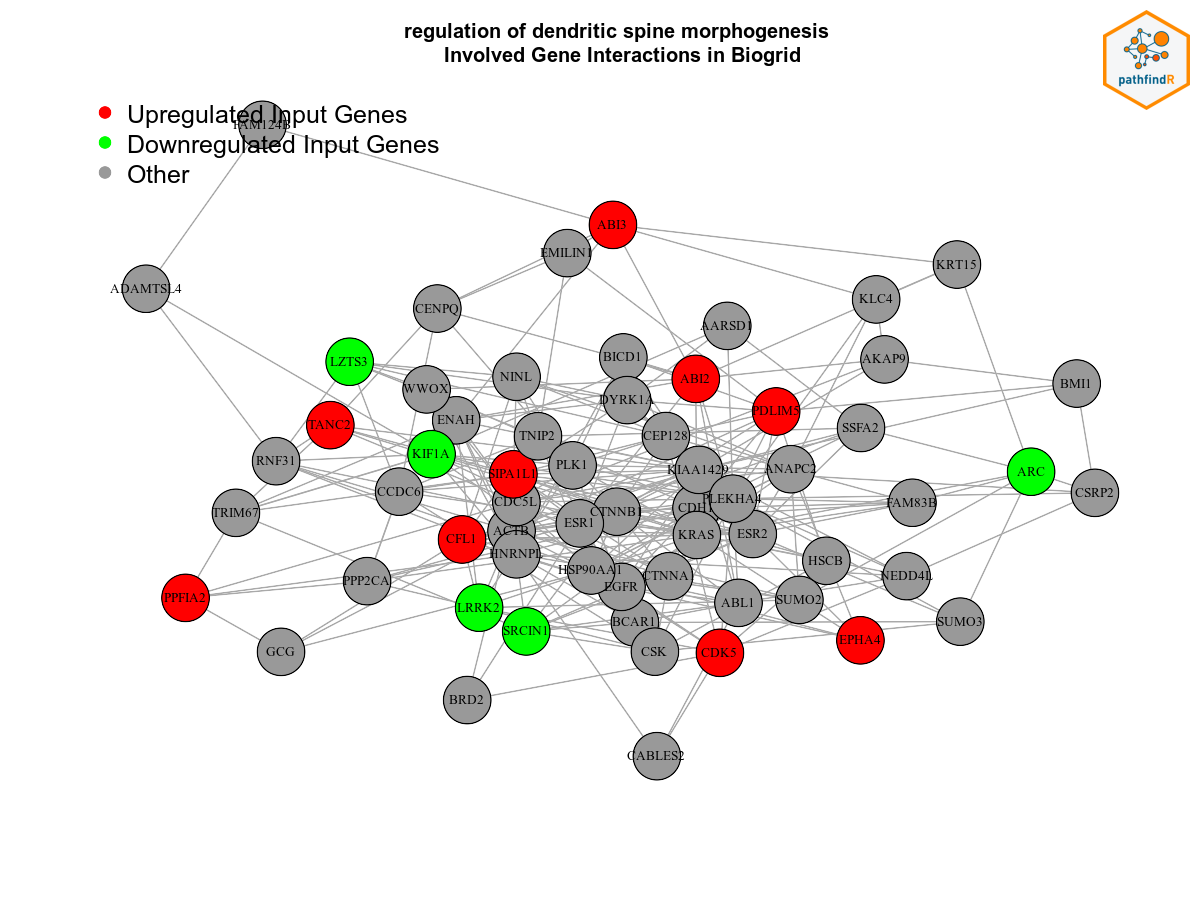 regulation of dendritic spine morphogenesis
Involved Gene Interactions in Biogrid
pathfindR
Upregulated Input Genes
FAM124B
Downregulated Input Genes
Other
ABI3
EMILIN1
KRT15
ADAMTSL4
KLC4
CENPQ
AARSD1
BICD1
AKAP9
LZTS3
NINL
ABI2
BMI1
WWOX
DYRK1A
PDLIM5
ENAH
TANC2
SSFA2
TNIP2
CEP128
KIF1A
RNF31
PLK1
SIPA1L1
KIAA1429
ANAPC2
ARC
CCDC6
CSRP2
PLEKHA4
CDC5L
FAM83B
CDH1
TRIM67
CTNNB1
ESR1
ACTB
KRAS
ESR2
CFL1
HNRNPL
HSCB
HSP90AA1
CTNNA
NEDD4L
PPP2CA
EGFR
PPFIA2
SUMO2
ABL1
LRRK2
BCAR1
SUMO3
SRCIN1
EPHA4
GCG
CSK
CDK5
BRD2
CABLES2